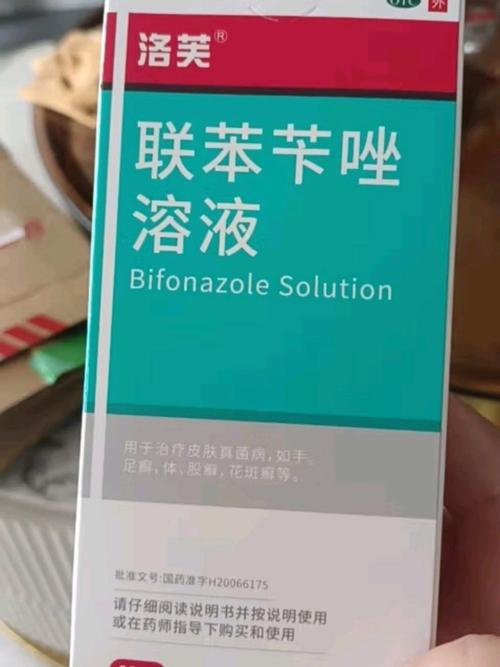 OTC
外
洛芙®
联苯苄唑
溶液
Bifonazole Solution
用于治疗皮肤真菌病，如手、
足癣，体、股癣，花斑癣等。
批准文号：国药准字H20066175
请仔细阅读说明书并按说明使用
或在药师指导下购买和使用